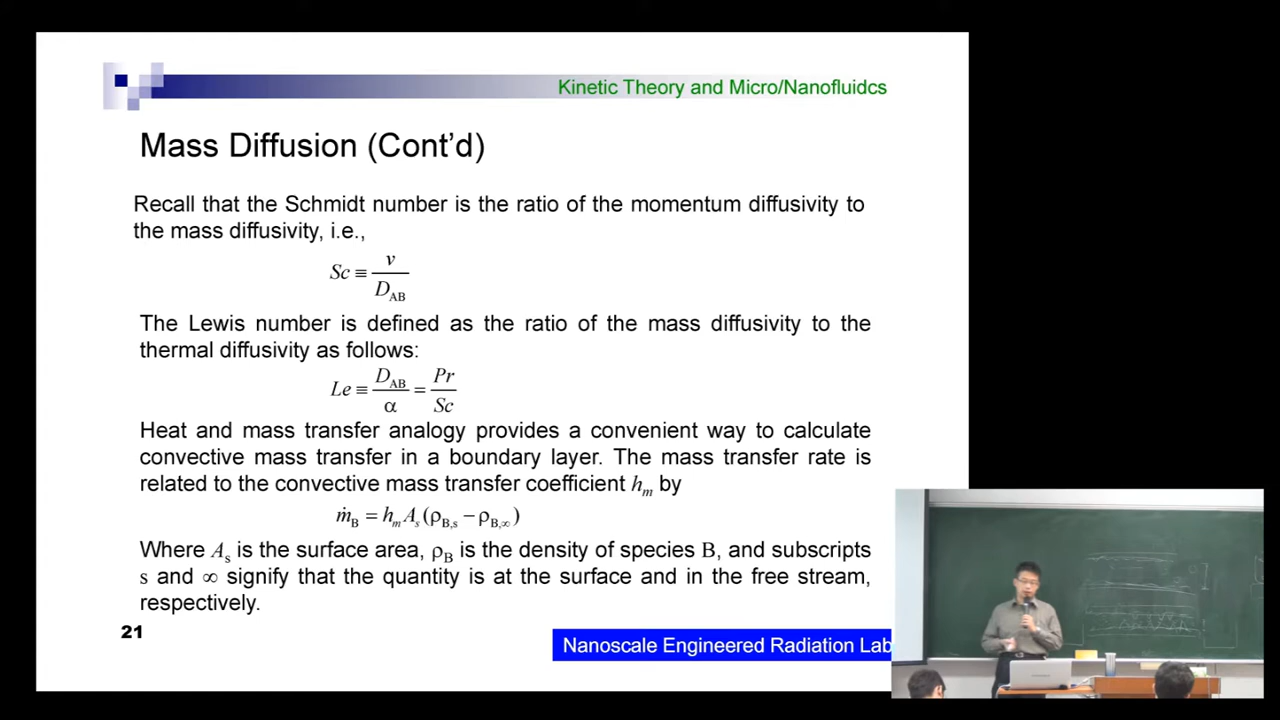 Kinetic Theory and Micro/Nanofluidcs
Mass Diffusion (Cont’d)
Recall that the Schmidt number is the ratio of the momentum diffusivity to
the mass diffusivity, i.e.,
Sc ≡ ν / D_AB
The Lewis number is defined as the ratio of the mass diffusivity to the
thermal diffusivity as follows:
Le ≡ D_AB / α = Pr / Sc
Heat and mass transfer analogy provides a convenient way to calculate
convective mass transfer in a boundary layer. The mass transfer rate is
related to the convective mass transfer coefficient h_m by
ṁ_B = h_m A_s (ρ_B,s − ρ_B,∞)
Where A_s is the surface area, ρ_B is the density of species B, and subscripts
s and ∞ signify that the quantity is at the surface and in the free stream,
respectively.
21
Nanoscale Engineered Radiation Lab